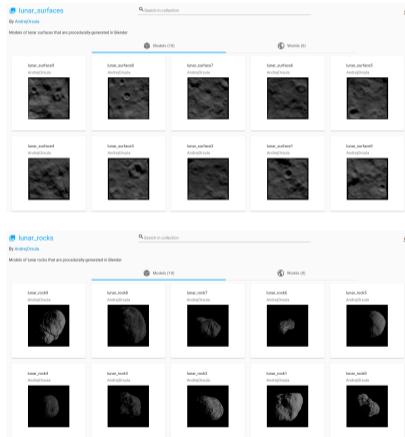 lunar_surfaces
Search in collection
By AndrejOrsula
Models of lunar surfaces that are procedurally generated in Blender
Models (10)
Worlds (0)
lunar_surface9
lunar_surface8
lunar_surface7
lunar_surface6
lunar_surface5
AndrejOrsula
AndrejOrsula
AndrejOrsula
AndrejOrsula
AndrejOrsula
lunar_surface4
lunar_surface3
lunar_surface2
lunar_surface1
lunar_surface0
AndrejOrsula
AndrejOrsula
AndrejOrsula
AndrejOrsula
AndrejOrsula
lunar_rocks
Search in collection
By AndrejOrsula
Models of lunar rocks that are procedurally generated in Blender
Models (10)
Worlds (0)
lunar_rock9
lunar_rock8
lunar_rock7
lunar_rock6
lunar_rock5
AndrejOrsula
AndrejOrsula
AndrejOrsula
AndrejOrsula
AndrejOrsula
lunar_rock4
lunar_rock3
lunar_rock2
lunar_rock1
lunar_rock0
AndrejOrsula
AndrejOrsula
AndrejOrsula
AndrejOrsula
AndrejOrsula